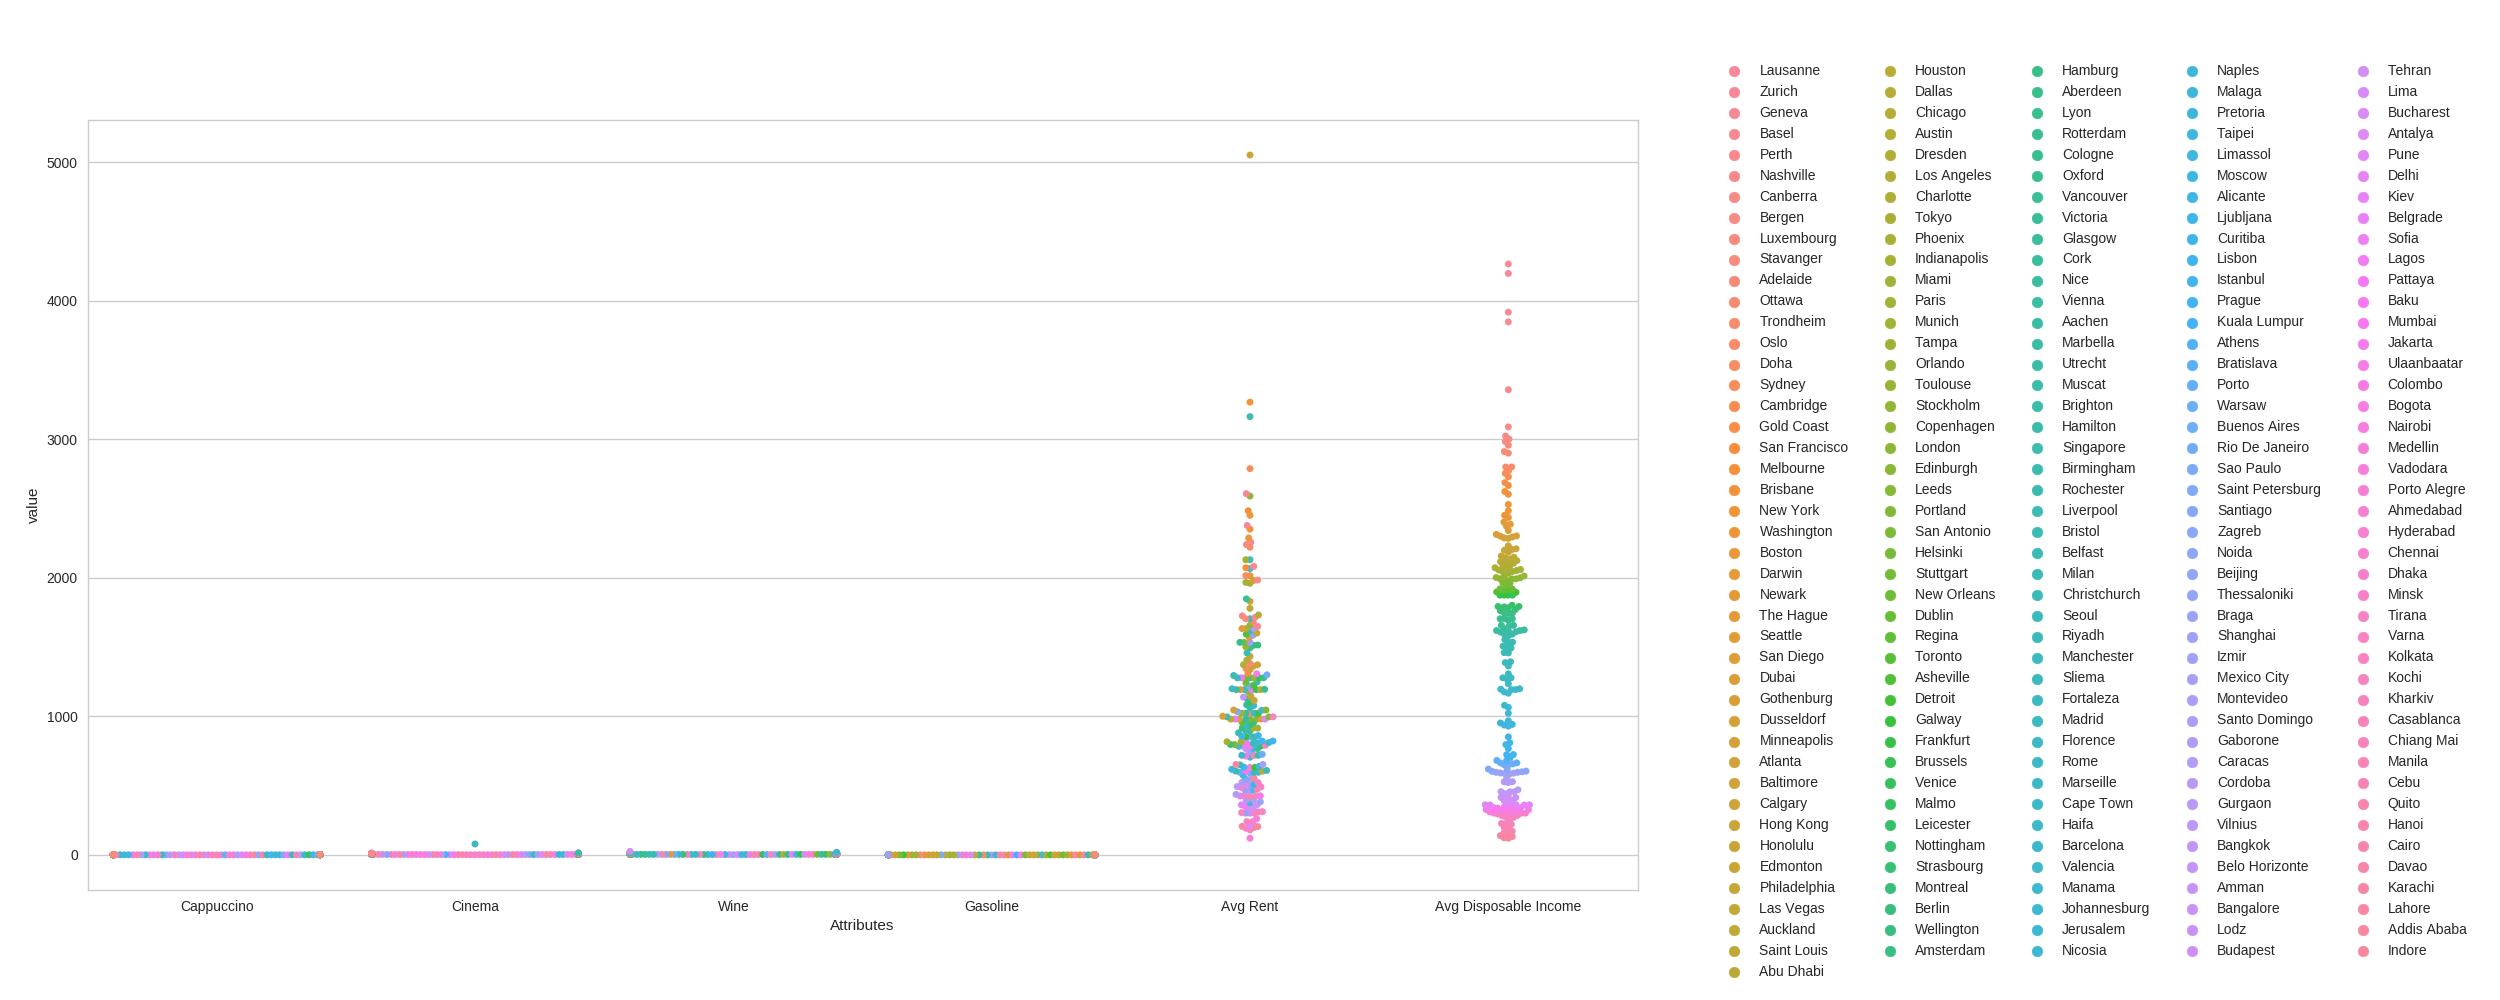 5000
4000
3000
2000
1000
0
value
Cappuccino
Cinema
Wine
Gasoline
Avg Rent
Avg Disposable Income
Attributes
Lausanne
Zurich
Geneva
Basel
Perth
Nashville
Canberra
Bergen
Luxembourg
Stavanger
Adelaide
Ottawa
Trondheim
Oslo
Doha
Sydney
Cambridge
Gold Coast
San Francisco
Melbourne
Brisbane
New York
Washington
Boston
Darwin
Newark
The Hague
Seattle
San Diego
Dubai
Gothenburg
Dusseldorf
Minneapolis
Atlanta
Baltimore
Calgary
Hong Kong
Honolulu
Edmonton
Philadelphia
Las Vegas
Auckland
Saint Louis
Abu Dhabi
Houston
Dallas
Chicago
Austin
Dresden
Los Angeles
Charlotte
Tokyo
Phoenix
Indianapolis
Miami
Paris
Munich
Tampa
Orlando
Toulouse
Stockholm
Copenhagen
London
Edinburgh
Leeds
Portland
San Antonio
Helsinki
Stuttgart
New Orleans
Dublin
Regina
Toronto
Asheville
Detroit
Galway
Frankfurt
Brussels
Venice
Malmo
Leicester
Nottingham
Strasbourg
Montreal
Berlin
Wellington
Amsterdam
Hamburg
Aberdeen
Lyon
Rotterdam
Cologne
Oxford
Vancouver
Victoria
Glasgow
Cork
Nice
Vienna
Aachen
Marbella
Utrecht
Muscat
Brighton
Hamilton
Singapore
Birmingham
Rochester
Liverpool
Bristol
Belfast
Milan
Christchurch
Seoul
Riyadh
Manchester
Sliema
Fortaleza
Madrid
Florence
Rome
Marseille
Cape Town
Haifa
Barcelona
Valencia
Manama
Johannesburg
Jerusalem
Nicosia
Naples
Malaga
Pretoria
Taipei
Limassol
Moscow
Alicante
Ljubljana
Curitiba
Lisbon
Istanbul
Prague
Kuala Lumpur
Athens
Bratislava
Porto
Warsaw
Buenos Aires
Rio De Janeiro
Sao Paulo
Saint Petersburg
Santiago
Zagreb
Noida
Beijing
Thessaloniki
Braga
Shanghai
Izmir
Mexico City
Montevideo
Santo Domingo
Gaborone
Caracas
Cordoba
Gurgaon
Vilnius
Bangkok
Belo Horizonte
Amman
Bangalore
Lodz
Budapest
Tehran
Lima
Bucharest
Antalya
Pune
Delhi
Kiev
Belgrade
Sofia
Lagos
Pattaya
Baku
Mumbai
Jakarta
Ulaanbaatar
Colombo
Bogota
Nairobi
Medellin
Vadodara
Porto Alegre
Ahmedabad
Hyderabad
Chennai
Dhaka
Minsk
Tirana
Varna
Kolkata
Kochi
Kharkiv
Casablanca
Chiang Mai
Manila
Cebu
Quito
Hanoi
Cairo
Davao
Karachi
Lahore
Addis Ababa
Indore